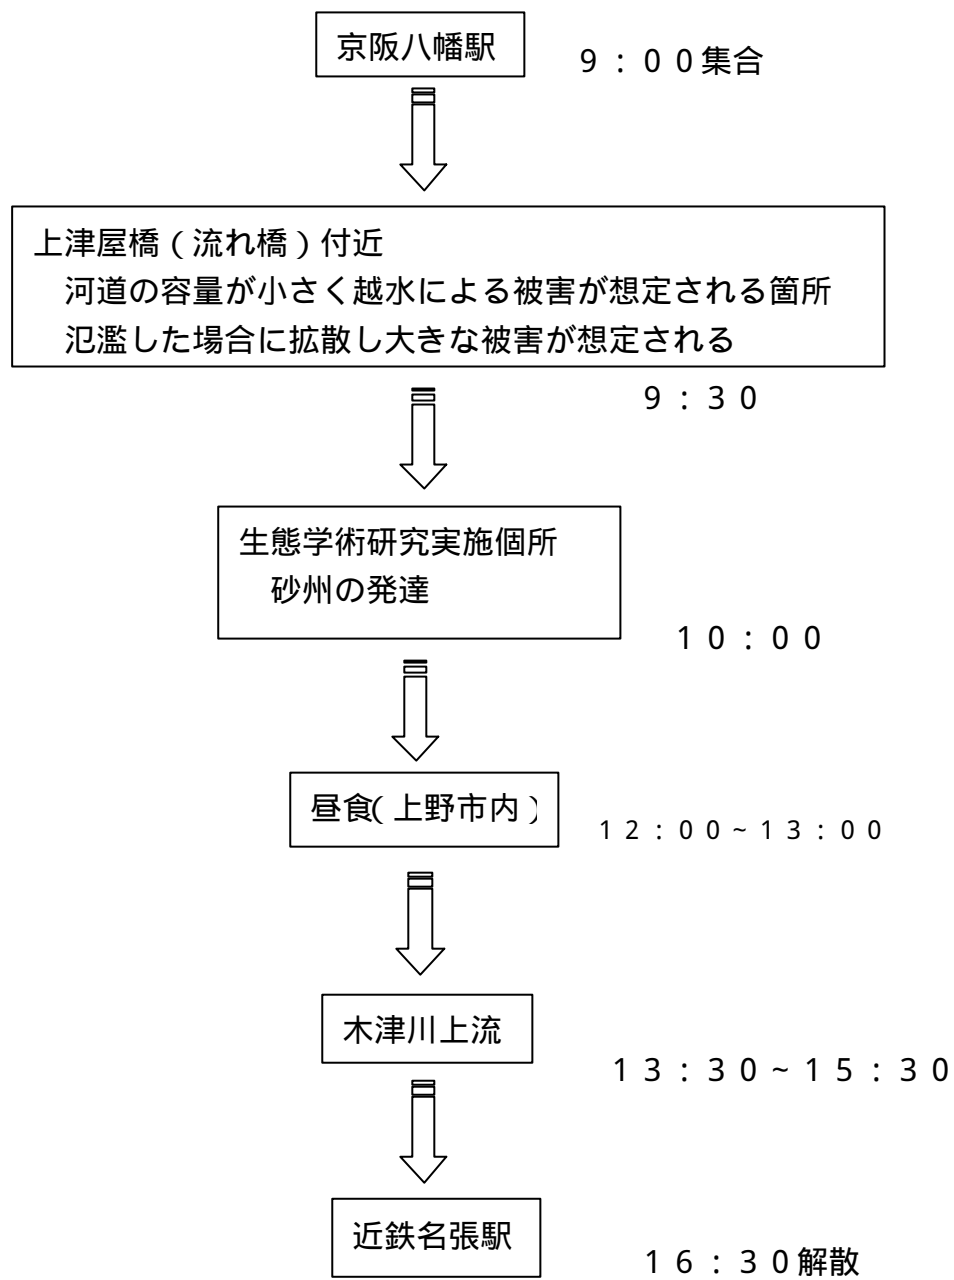 京阪八幡駅
９：００集合
上津屋橋（流れ橋）付近
河道の容量が小さく越水による被害が想定される箇所
氾濫した場合に拡散し大きな被害が想定される
９：３０
生態学術研究実施個所
砂州の発達
１０：００
昼食（上野市内）
１２：００~１３：００
木津川上流
１３：３０~１５：３０
近鉄名張駅
１６：３０解散